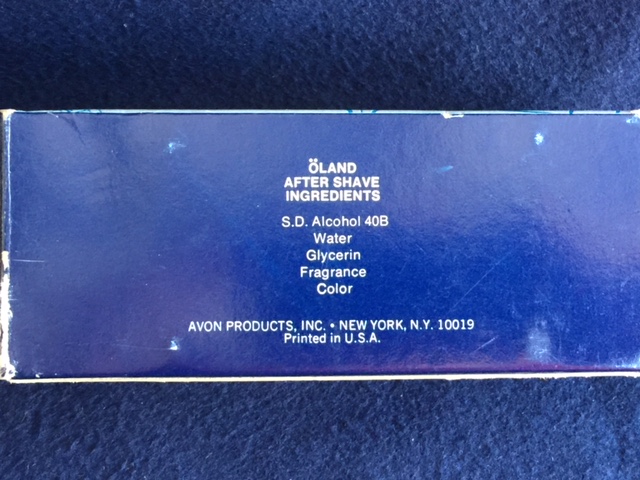 ÖLAND
AFTER SHAVE
INGREDIENTS
S.D. Alcohol 40B
Water
Glycerin
Fragrance
Color
AVON PRODUCTS, INC. • NEW YORK, N.Y. 10019
Printed in U.S.A.